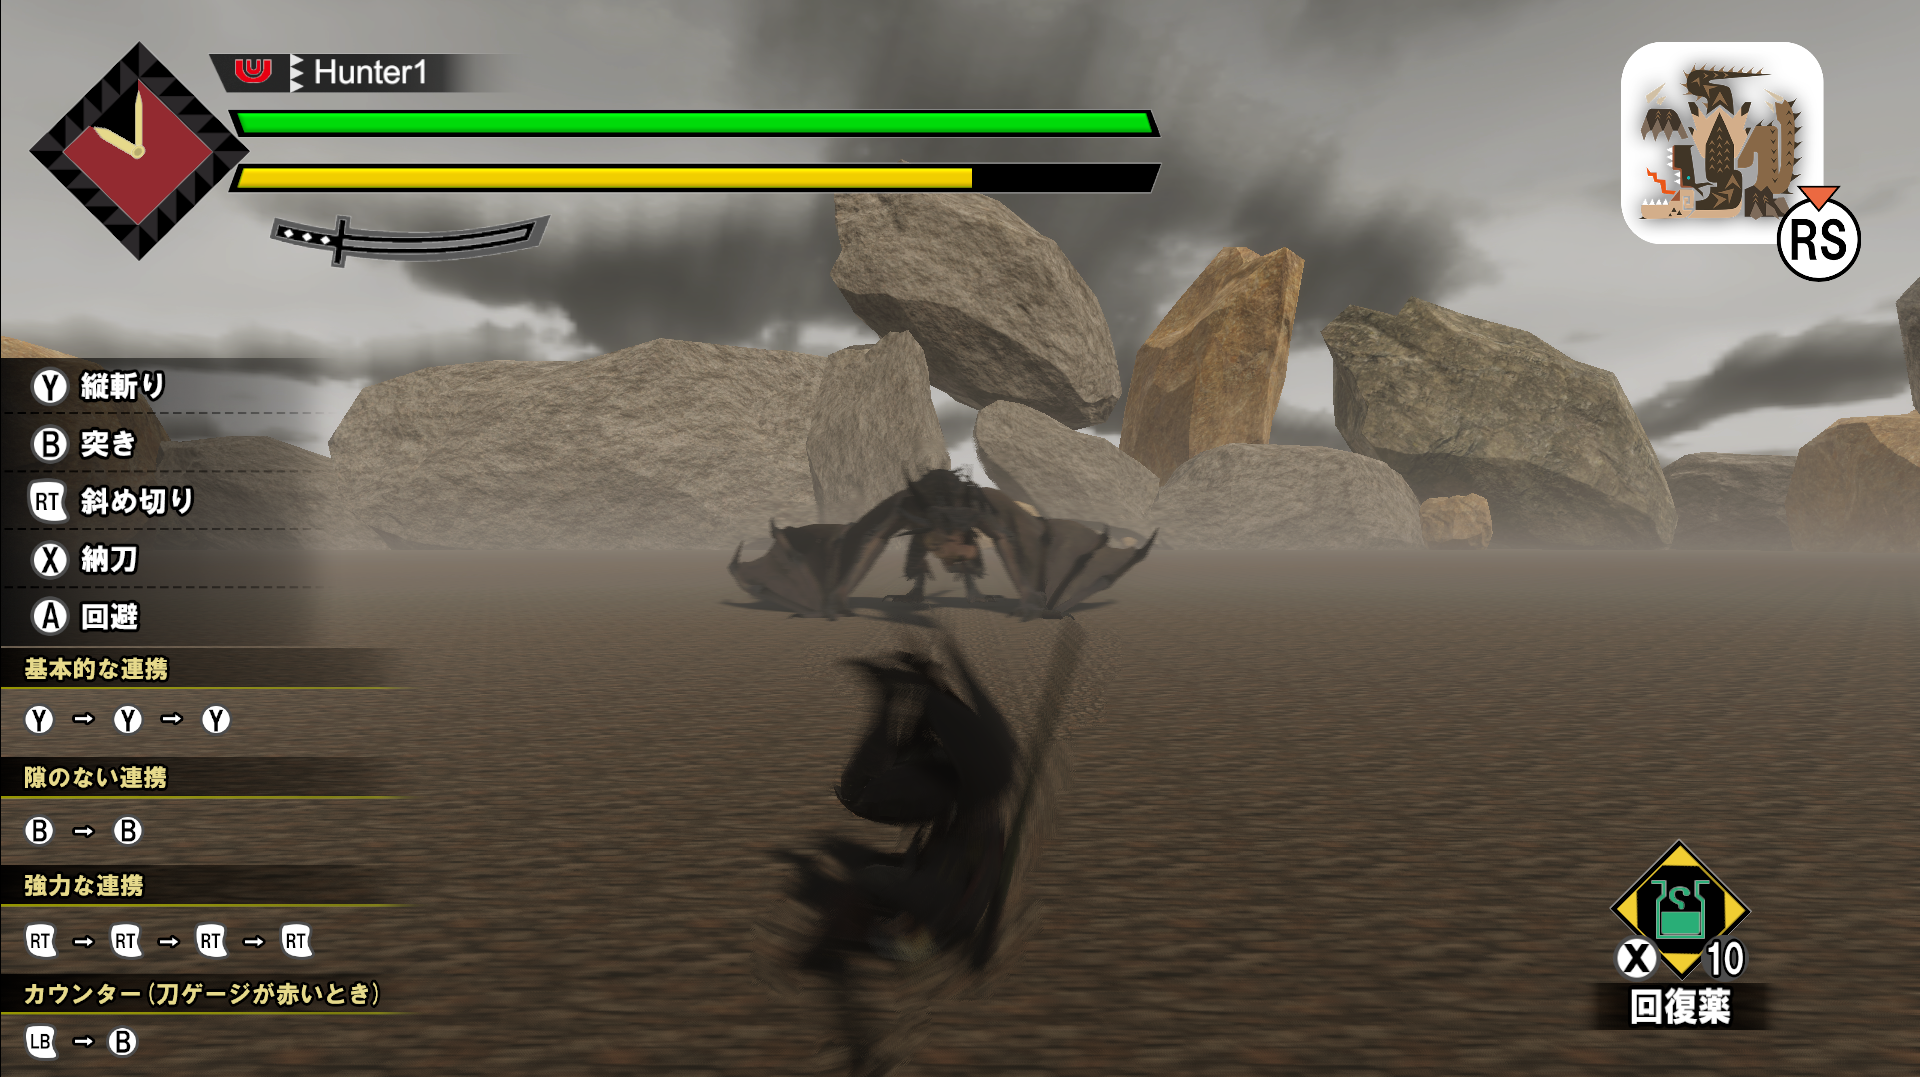 Hunter1
RS
Y 縦斬り
B 突き
RT 斜め切り
X 納刀
A 回避
基本的な連携
Y → Y → Y
隙のない連携
B → B
強力な連携
RT → RT → RT → RT
カウンター(刀ゲージが赤いとき)
LB → B
X 10
回復薬